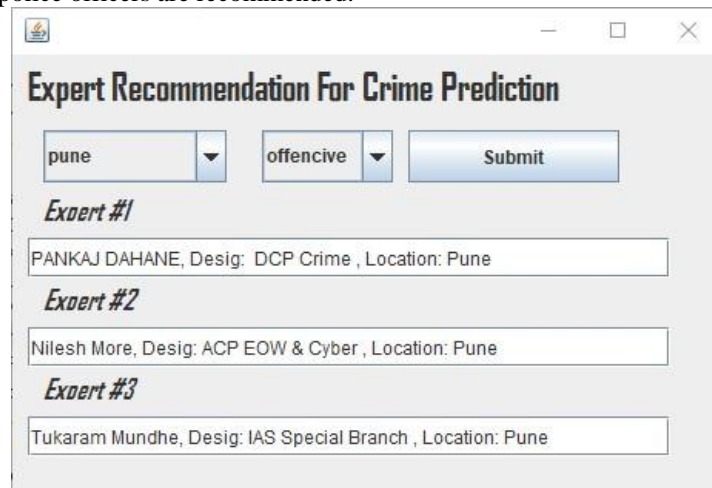 police officers are recommended.
Expert Recommendation For Crime Prediction
pune offencive Submit
Expert #1
PANKAJ DAHANE, Desig: DCP Crime , Location: Pune
Expert #2
Nilesh More, Desig: ACP EOW & Cyber , Location: Pune
Expert #3
Tukaram Mundhe, Desig: IAS Special Branch , Location: Pune